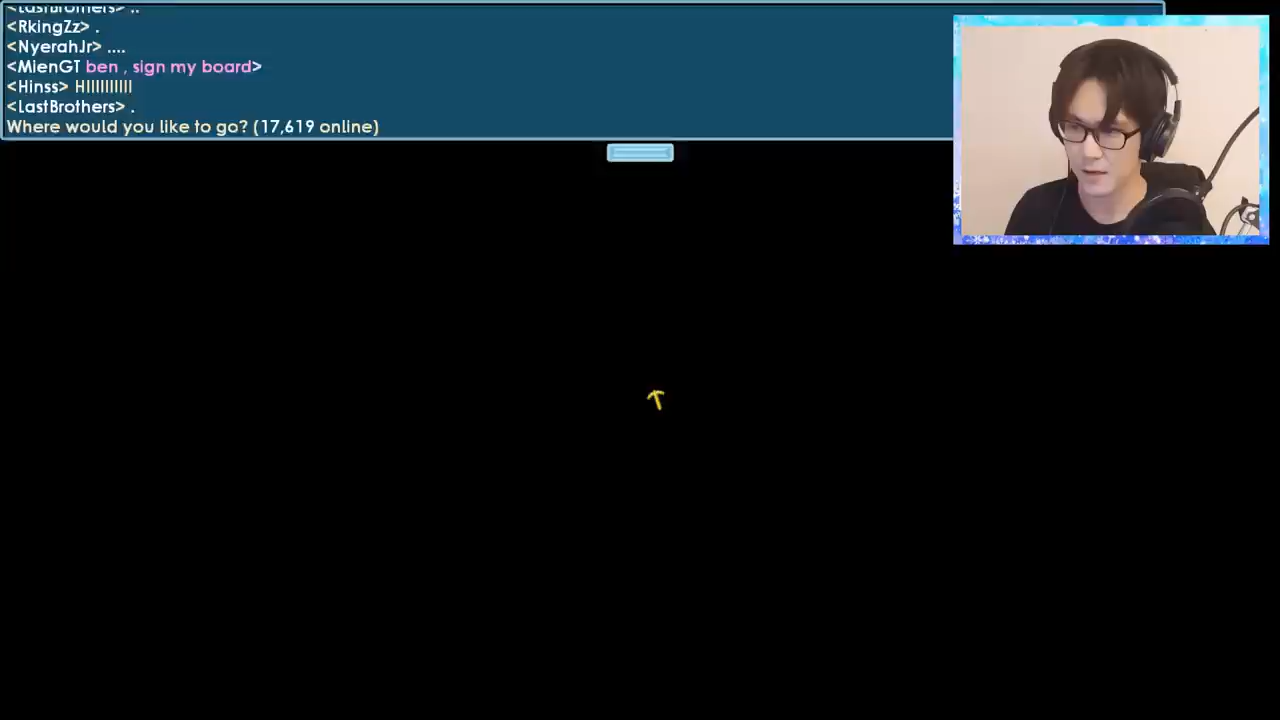 <LastBrothers> ..
<RkingZz> .
<NyerahJr> ....
<MienGT ben , sign my board>
<Hinss> HIIIIIIIIII
<LastBrothers> .
Where would you like to go? (17,619 online)